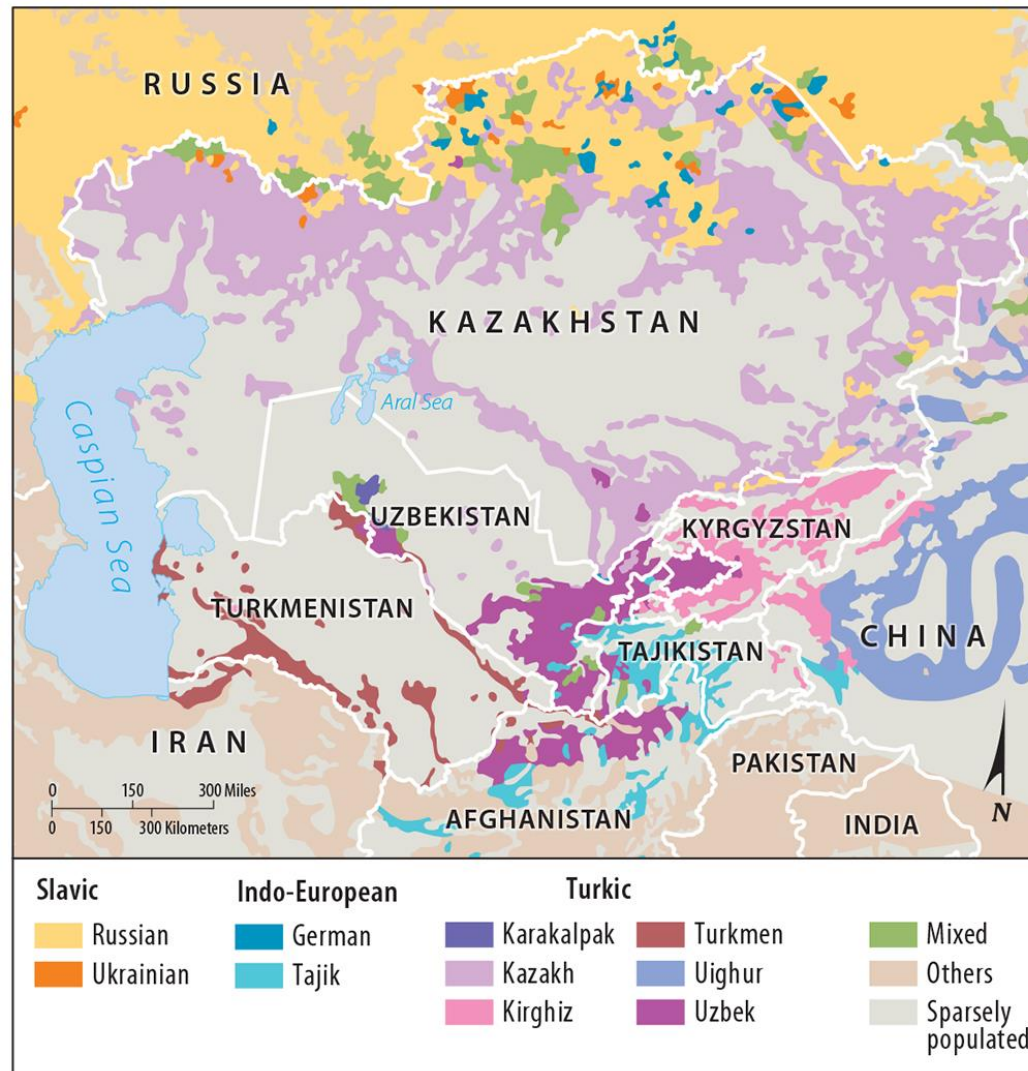 RUSSIA
KAZAKHSTAN
Aral Sea
Caspian Sea
UZBEKISTAN
KYRGYZSTAN
TURKMENISTAN
TAJIKISTAN
CHINA
IRAN
PAKISTAN
AFGHANISTAN
INDIA
0 150 300 Miles
0 150 300 Kilometers
N
Slavic
Russian
Ukrainian
Indo-European
German
Tajik
Turkic
Karakalpak
Kazakh
Kirghiz
Turkmen
Uighur
Uzbek
Mixed
Others
Sparsely
populated